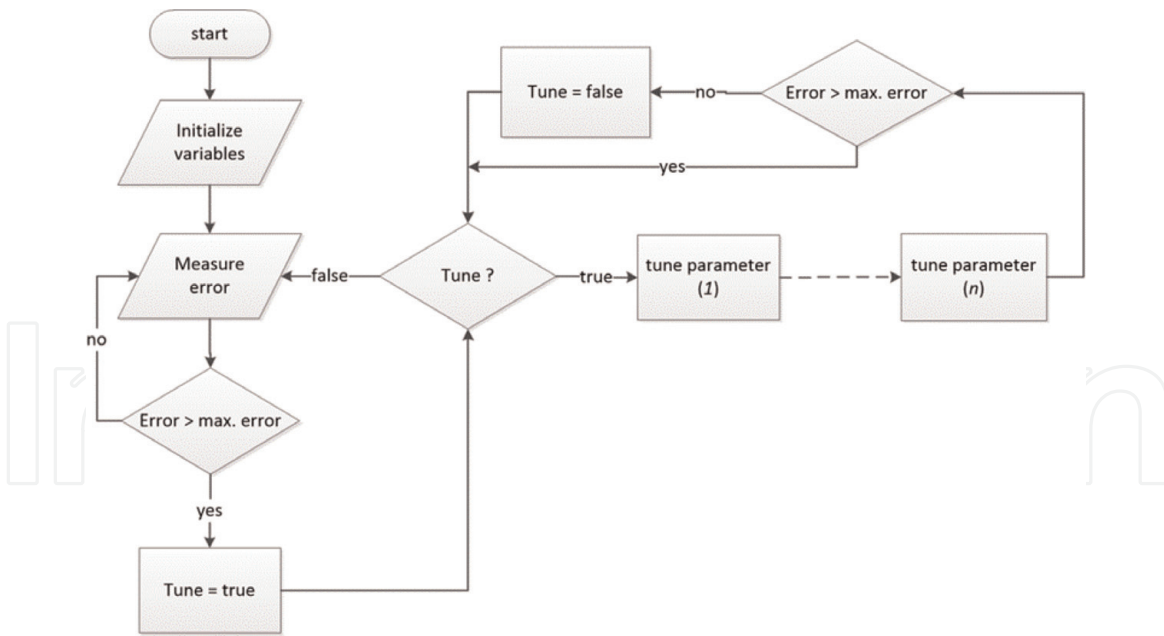 start
Initialize
variables
Measure
error
no
Error > max. error
yes
Tune = true
Tune ?
false
true
tune parameter
(1)
tune parameter
(n)
Error > max. error
no
Tune = false
yes